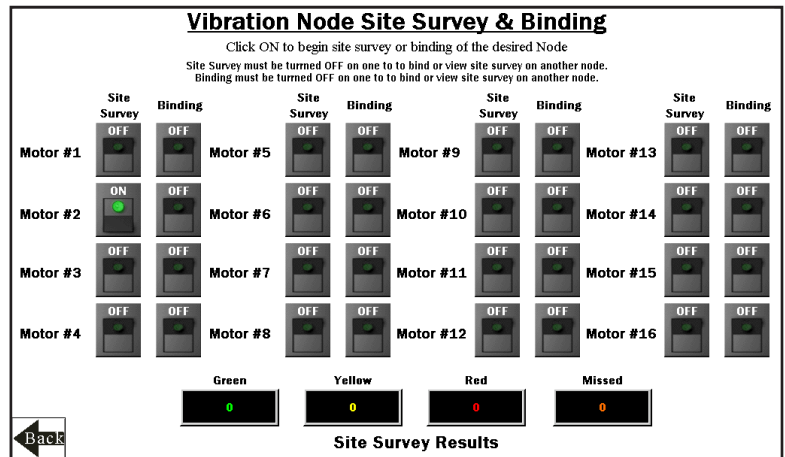 Vibration Node Site Survey & Binding
Click ON to begin site survey or binding of the desired Node
Site Survey must be turned OFF on one to to bind or view site survey on another node.
Binding must be turned OFF on one to to bind or view site survey on another node.
Site Survey Binding Site Survey Binding Site Survey Binding Site Survey Binding
Motor #1 OFF OFF Motor #5 OFF OFF Motor #9 OFF OFF Motor #13 OFF OFF
Motor #2 ON OFF Motor #6 OFF OFF Motor #10 OFF OFF Motor #14 OFF OFF
Motor #3 OFF OFF Motor #7 OFF OFF Motor #11 OFF OFF Motor #15 OFF OFF
Motor #4 OFF OFF Motor #8 OFF OFF Motor #12 OFF OFF Motor #16 OFF OFF
Green Yellow Red Missed
0 0 0 0
Back
Site Survey Results